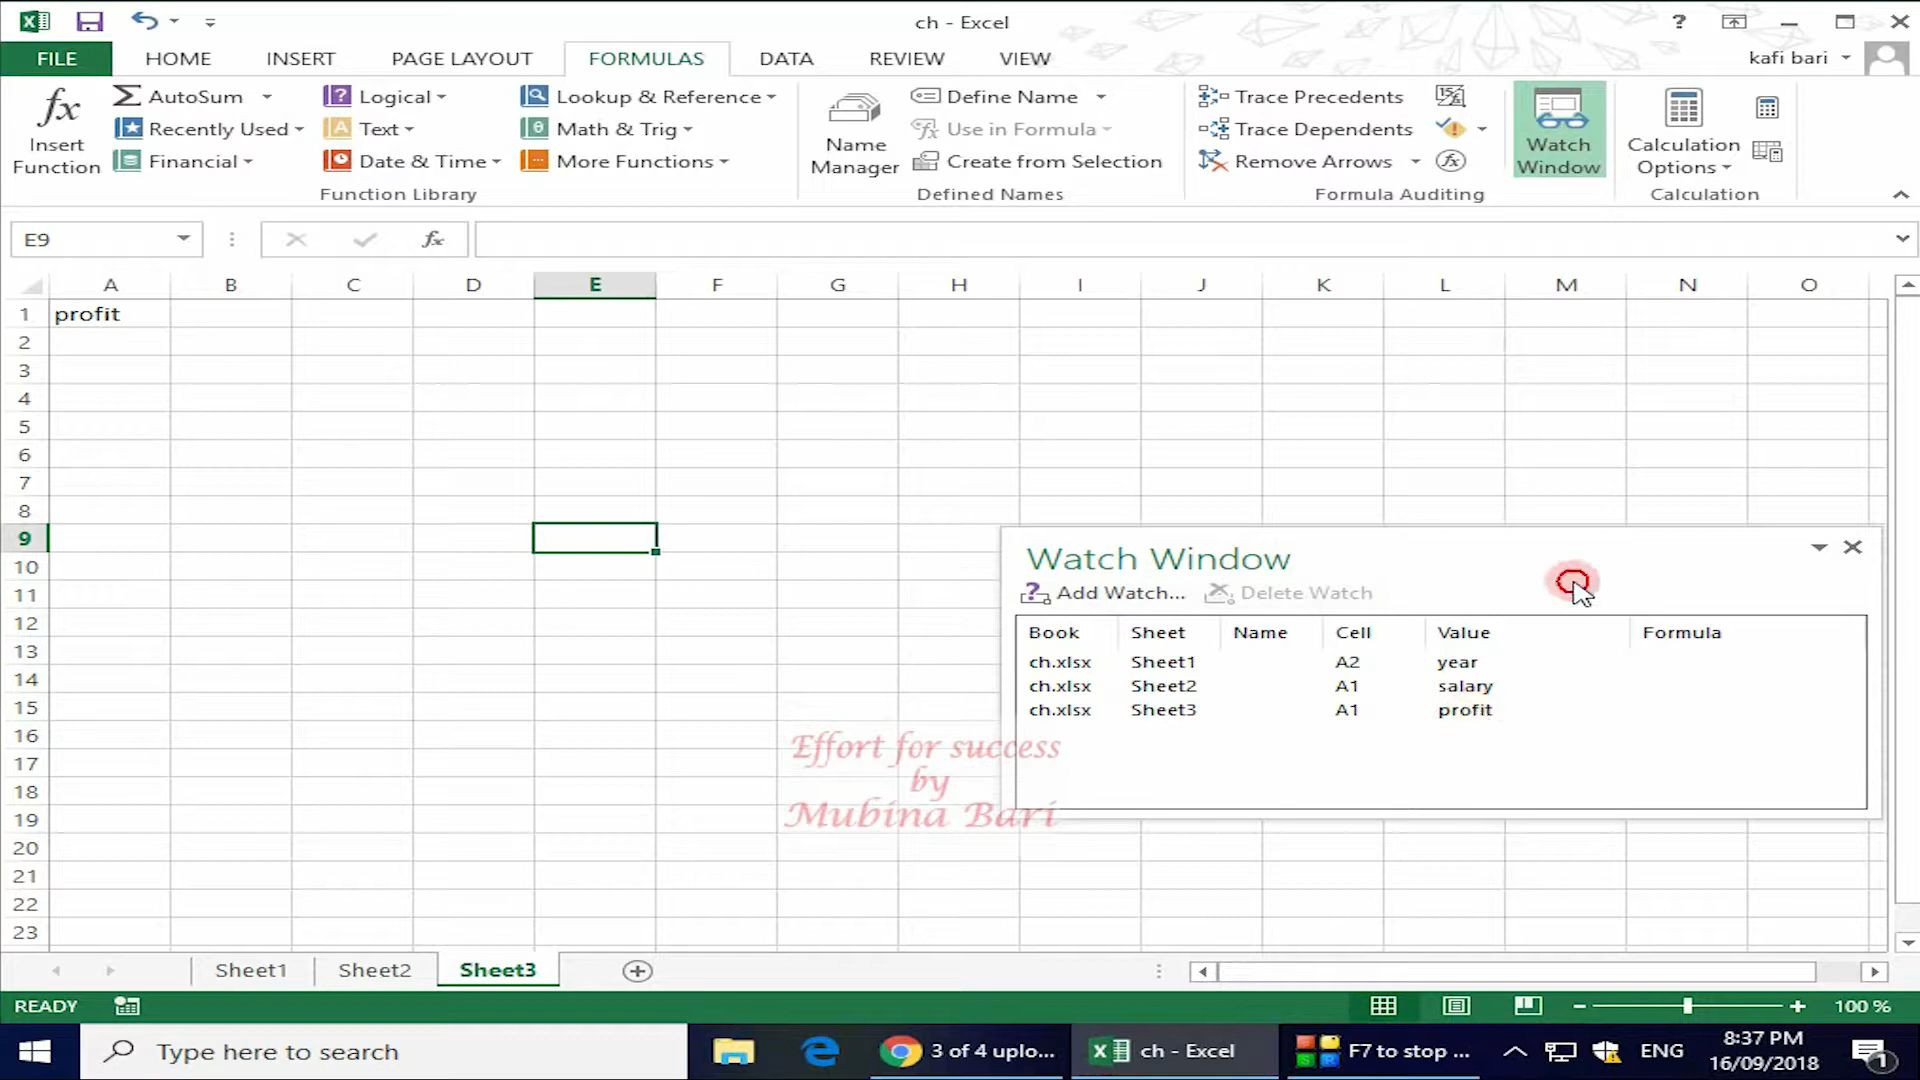 ch - Excel
FILE HOME INSERT PAGE LAYOUT FORMULAS DATA REVIEW VIEW kafi bari
fx Insert Function
AutoSum
Recently Used
Financial
Logical
Text
Date & Time
Lookup & Reference
Math & Trig
More Functions
Function Library
Name Manager
Define Name
Use in Formula
Create from Selection
Defined Names
Trace Precedents
Trace Dependents
Remove Arrows
Formula Auditing
Watch Window
Calculation Options
Calculation
E9 fx
A B C D E F G H I J K L M N O
1 profit
2
3
4
5
6
7
8
9
10
11
12
13
14
15
16
17
18
19
20
21
22
23
Watch Window
Add Watch... Delete Watch
Book Sheet Name Cell Value Formula
ch.xlsx Sheet1 A2 year
ch.xlsx Sheet2 A1 salary
ch.xlsx Sheet3 A1 profit
Effort for success
by
Mubina Bari
Sheet1 Sheet2 Sheet3
READY 100 %
Type here to search
3 of 4 uplo...
ch - Excel
F7 to stop ...
ENG
8:37 PM
16/09/2018
1